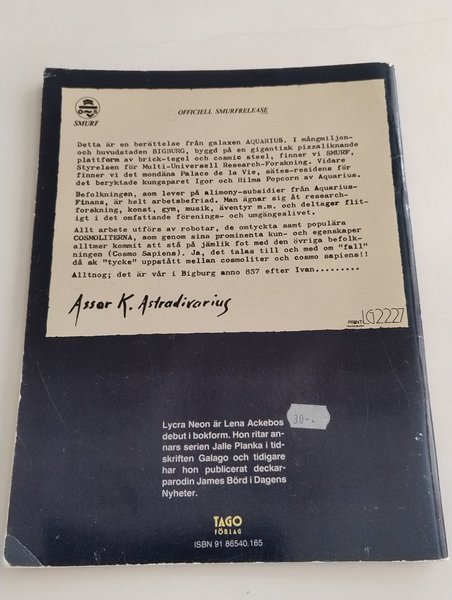 SMURF
OFFICIELL SMURFRELEASE
Detta är en berättelse från galaxen AQUARIUS. I mångmiljon-
och huvudstaden BIGBURG, byggd på en gigantisk pizzaliknande
plattform av brick-tegel och cosmic steel, finner vi SMURF,
Styrelsen för Multi-Universell Research-Forskning. Vidare
finner vi det mondäna Palace de la Vie, sätes-residens för
det beryktade kungaparet Igor och Hilma Popcorn av Aquarius.
Befolkningen, som lever på alimony-subsidier från Aquarius-
Finans, är helt arbetsbefriad. Man ägnar sig åt research-
forskning, konst, gym, musik, äventyr m.m. och deltager flit-
tigt i det omfattande förenings- och umgängelivet.
Allt arbete utförs av robotar, de omtyckta samt populära
COSMOLITERNA, som genom sina prominenta kun- och egenskaper
alltmer kommit att stå på jämlik fot med den övriga befolk-
ningen (Cosmo Sapiens). Ja, det talas till och med om "fall"
då sk "tycke" uppstått mellan cosmoliter och cosmo sapiens!!
Alltnog; det är vår i Bigburg anno 857 efter Ivan.........
Assar K. Astradivarius
PRINT LG2227
Lycra Neon är Lena Ackebos
debut i bokform. Hon ritar an-
nars serien Jalle Planka i tid-
skriften Galago och tidigare
har hon publicerat deckar-
parodin James Börd i Dagens
Nyheter.
30-.
TAGO
FÖRLAG
ISBN 91 86540.165